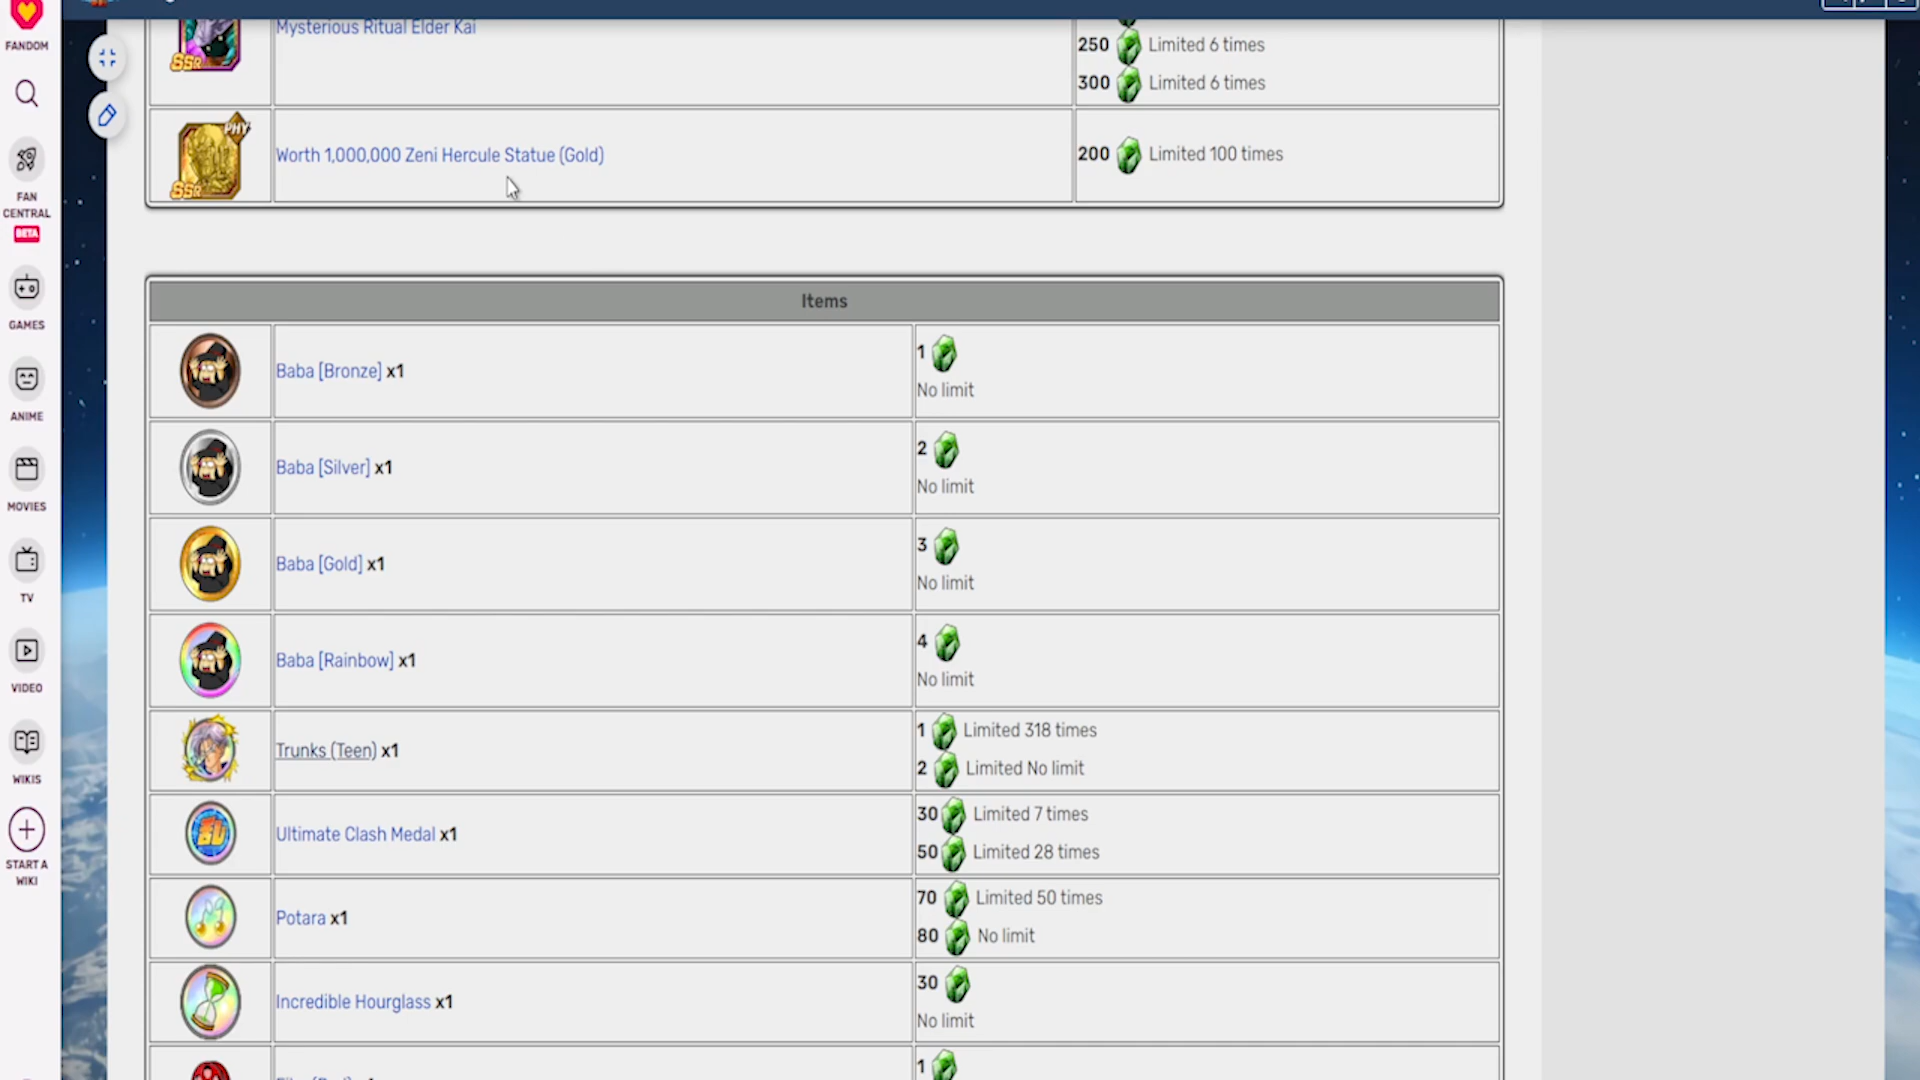 FANDOM
FAN
CENTRAL
BETA
GAMES
ANIME
MOVIES
TV
VIDEO
WIKIS
START A
WIKI
Mysterious Ritual Elder Kai
SSR
250 Limited 6 times
300 Limited 6 times
PHY
SSR
Worth 1,000,000 Zeni Hercule Statue (Gold)
200 Limited 100 times
Items
Baba [Bronze] x1
1
No limit
Baba [Silver] x1
2
No limit
Baba [Gold] x1
3
No limit
Baba [Rainbow] x1
4
No limit
Trunks (Teen) x1
1 Limited 318 times
2 Limited No limit
Ultimate Clash Medal x1
30 Limited 7 times
50 Limited 28 times
Potara x1
70 Limited 50 times
80 No limit
Incredible Hourglass x1
30
No limit
1